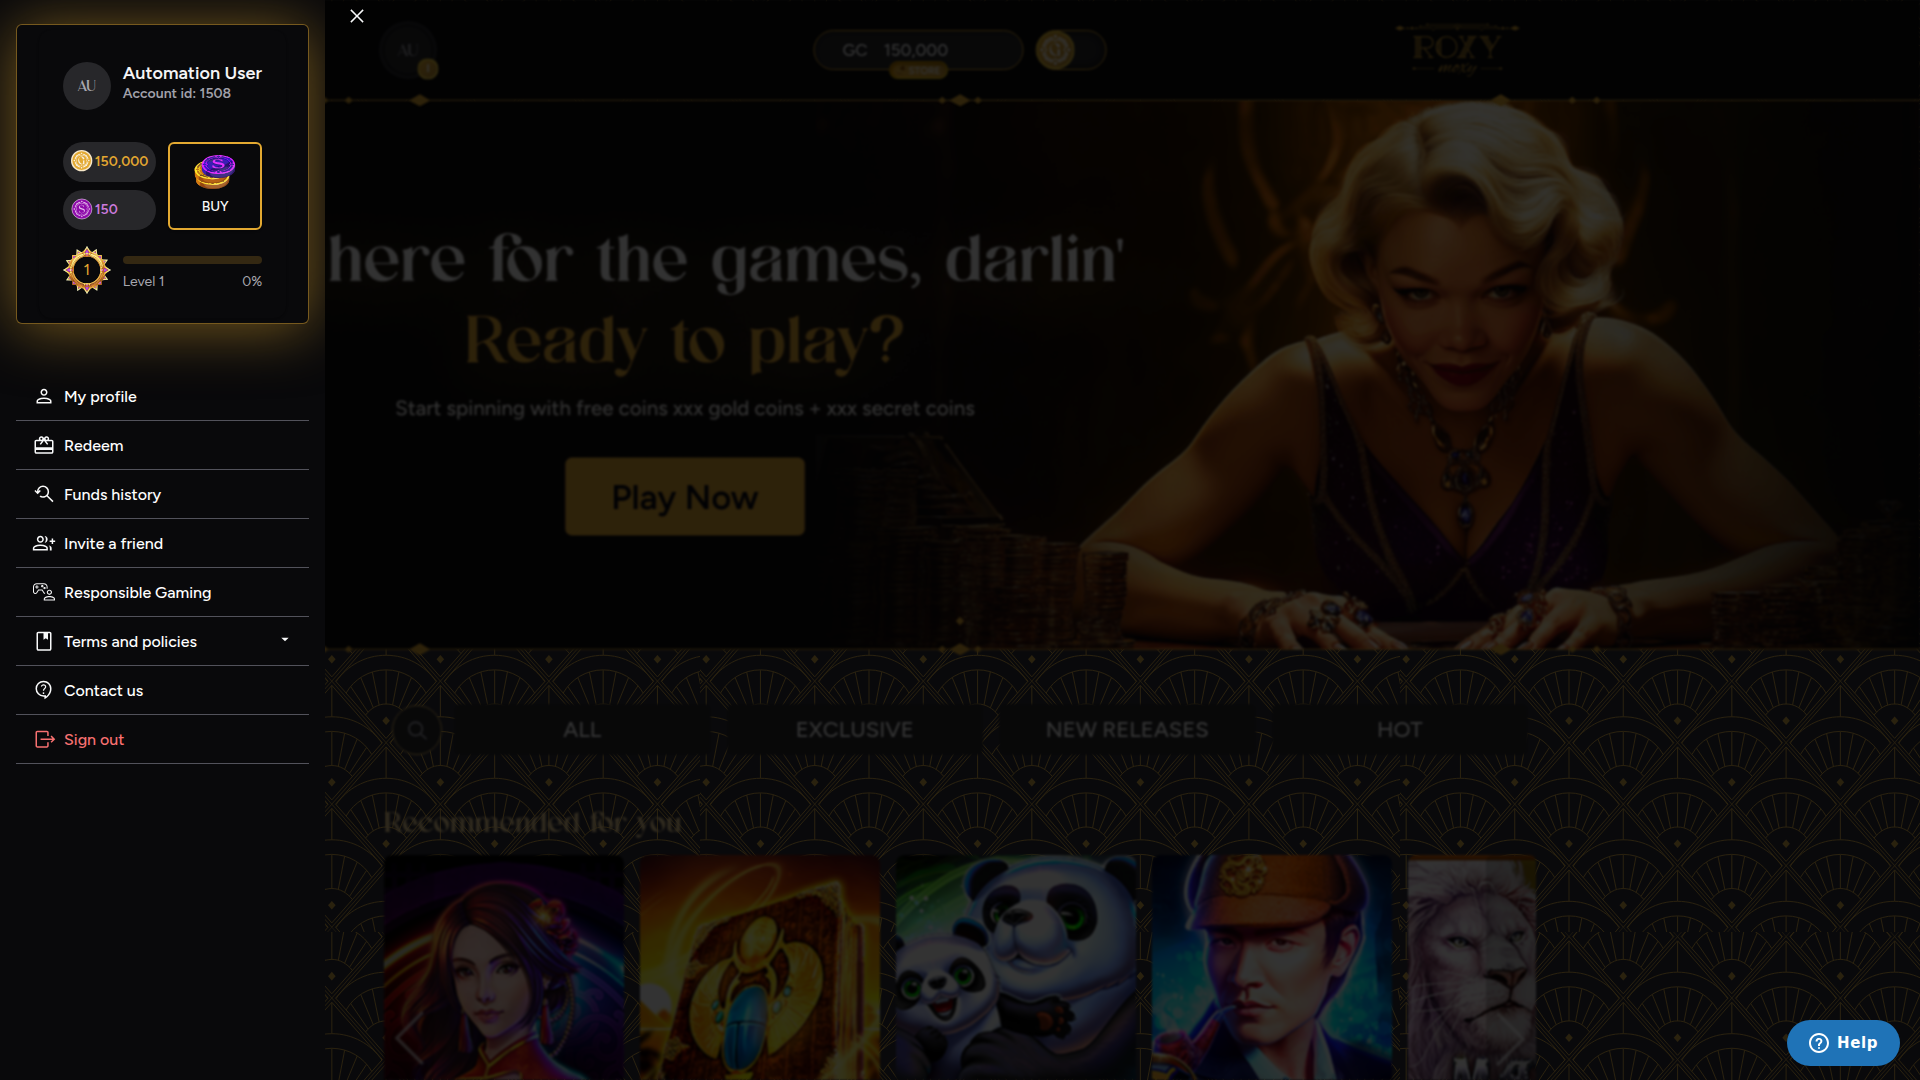 Automation User
Account id: 1508
AU
150,000
BUY
150
1
Level 1
0%
My profile
Redeem
Funds history
Invite a friend
Responsible Gaming
Terms and policies
Contact us
Sign out
AU
GC 150,000
ROXY
moxy
here for the games, darlin'
Ready to play?
Start spinning with free coins xxx gold coins + xxx secret coins
Play Now
ALL
EXCLUSIVE
NEW RELEASES
HOT
Recommended for you
Help